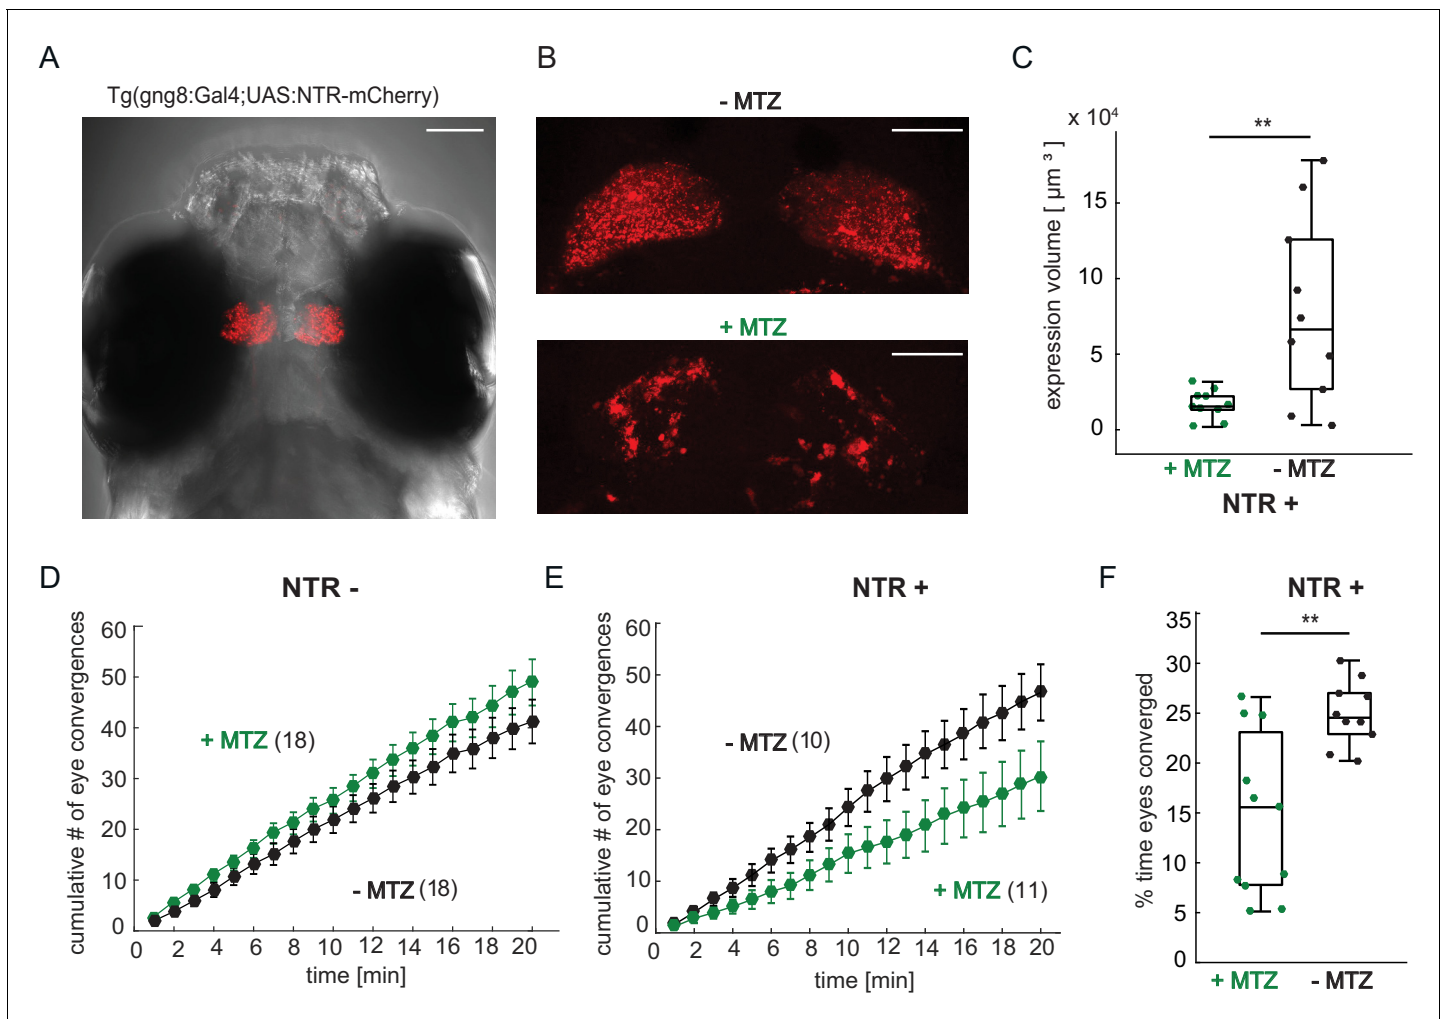 A
Tg(gng8:Gal4;UAS:NTR-mCherry)
B
- MTZ
+ MTZ
C
x 10⁴
**
expression volume [ µm ³ ]
15
10
5
0
+ MTZ
- MTZ
NTR +
D
NTR -
cumulative # of eye convergences
60
50
40
30
20
10
0
+ MTZ (18)
- MTZ (18)
0 2 4 6 8 10 12 14 16 18 20
time [min]
E
NTR +
cumulative # of eye convergences
60
50
40
30
20
10
0
- MTZ (10)
+ MTZ (11)
0 2 4 6 8 10 12 14 16 18 20
time [min]
F
NTR +
**
% time eyes converged
35
30
25
20
15
10
5
0
+ MTZ
- MTZ